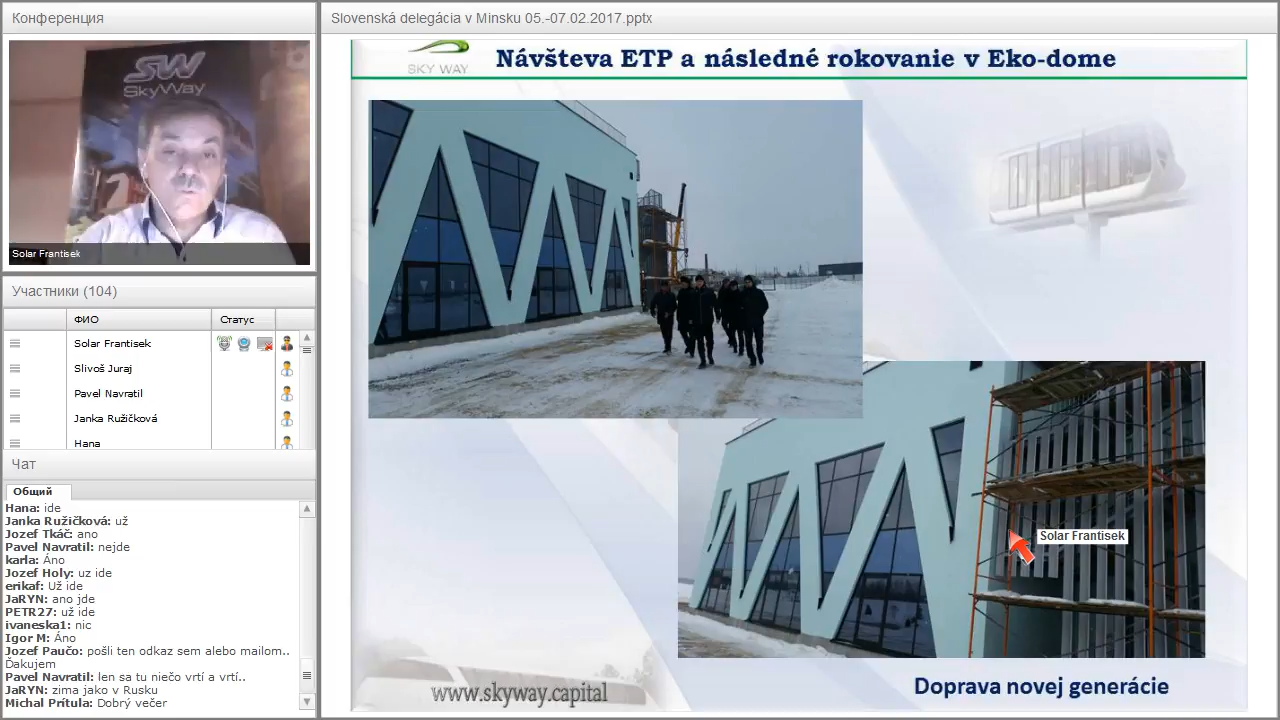 Конференция
SW
SkyWay
Solar Frantisek
Участники (104)
ФИО
Статус
Solar Frantisek
Slivoš Juraj
Pavel Navratil
Janka Ružičková
Hana
Чат
Общий
Hana: ide
Janka Ružičková: už
Jozef Tkáč: ano
Pavel Navratil: nejde
karla: Áno
Jozef Holy: uz ide
erikaf: Už ide
JaRYN: ano jde
PETR27: už ide
ivaneska1: nic
Igor M: Áno
Jozef Paučo: pošli ten odkaz sem alebo mailom..
Ďakujem
Pavel Navratil: len sa tu niečo vrtí a vrtí..
JaRYN: zima jako v Rusku
Michal Prítula: Dobrý večer
Slovenská delegácia v Minsku 05.-07.02.2017.pptx
SKY WAY
Návšteva ETP a následné rokovanie v Eko-dome
Solar Frantisek
www.skyway.capital
Doprava novej generácie